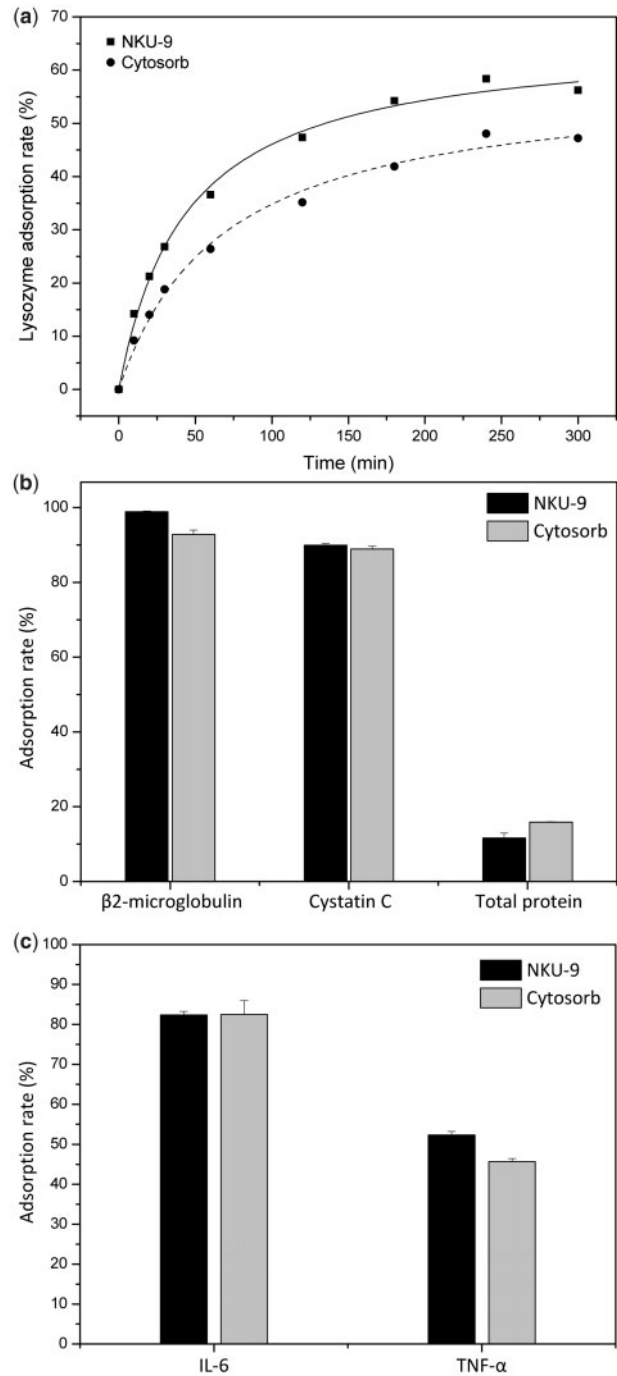 (a)
70
60
50
40
30
20
10
0
NKU-9
Cytosorb
Lysozyme adsorption rate (%)
0 50 100 150 200 250 300
Time (min)
(b)
100
80
60
40
20
0
NKU-9
Cytosorb
Adsorption rate (%)
β2-microglobulin Cystatin C Total protein
(c)
100
90
80
70
60
50
40
30
20
10
0
NKU-9
Cytosorb
Adsorption rate (%)
IL-6 TNF-α